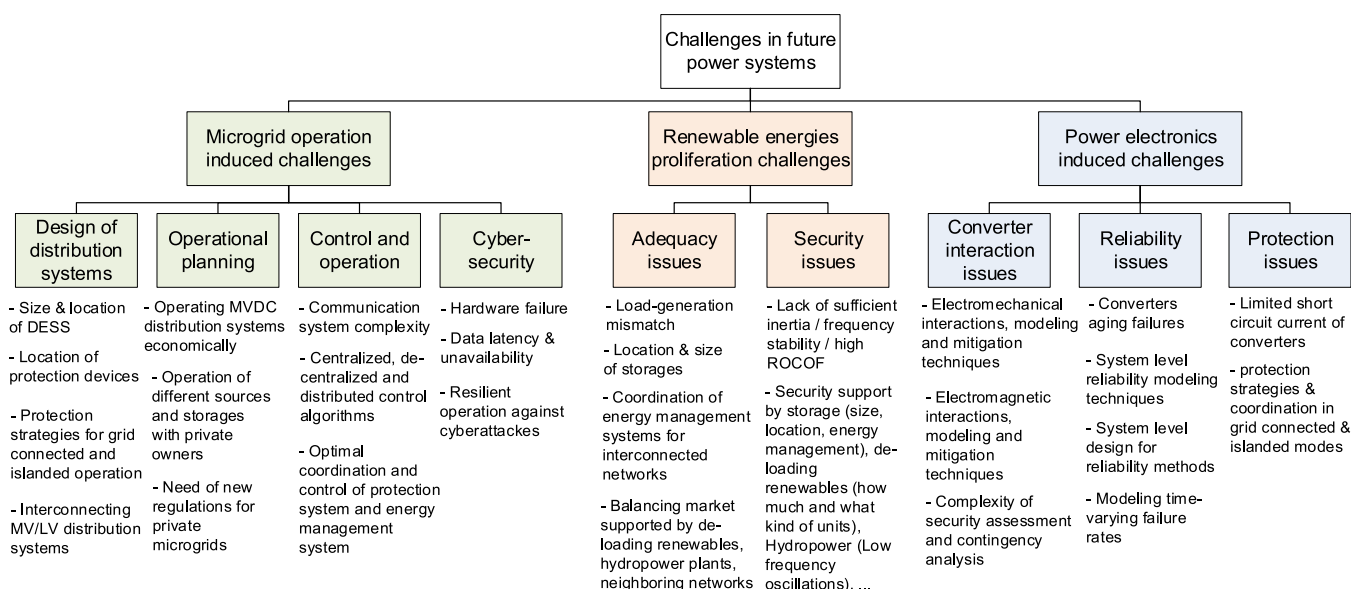 Challenges in future
power systems
Microgrid operation
induced challenges
Renewable energies
proliferation challenges
Power electronics
induced challenges
Design of
distribution
systems
Operational
planning
Control and
operation
Cyber-
security
Adequacy
issues
Security
issues
Converter
interaction
issues
Reliability
issues
Protection
issues
- Size & location
of DESS
- Location of
protection devices
- Protection
strategies for grid
connected and
islanded operation
- Interconnecting
MV/LV distribution
systems
- Operating MVDC
distribution systems
economically
- Operation of
different sources
and storages
with private
owners
- Need of new
regulations for
private
microgrids
- Communication
system complexity
- Centralized, de-
centralized and
distributed control
algorithms
- Optimal
coordination and
control of protection
system and energy
management
system
- Hardware failure
- Data latency &
unavailability
- Resilient
operation against
cyberattackes
- Load-generation
mismatch
- Location & size
of storages
- Coordination of
energy management
systems for
interconnected
networks
- Balancing market
supported by de-
loading renewables,
hydropower plants,
neighboring networks
- Lack of sufficient
inertia / frequency
stability / high
ROCOF
- Security support
by storage (size,
location, energy
management), de-
loading
renewables (how
much and what
kind of units),
Hydropower (Low
frequency
oscillations), ...
- Electromechanical
interactions, modeling
and mitigation
techniques
- Electromagnetic
interactions,
modeling and
mitigation
techniques
- Complexity of
security assessment
and contingency
analysis
- Converters
aging failures
- System level
reliability modeling
techniques
- System level
design for
reliability methods
- Modeling time-
varying failure
rates
- Limited short
circuit current of
converters
- protection
strategies &
coordination in
grid connected &
islanded modes